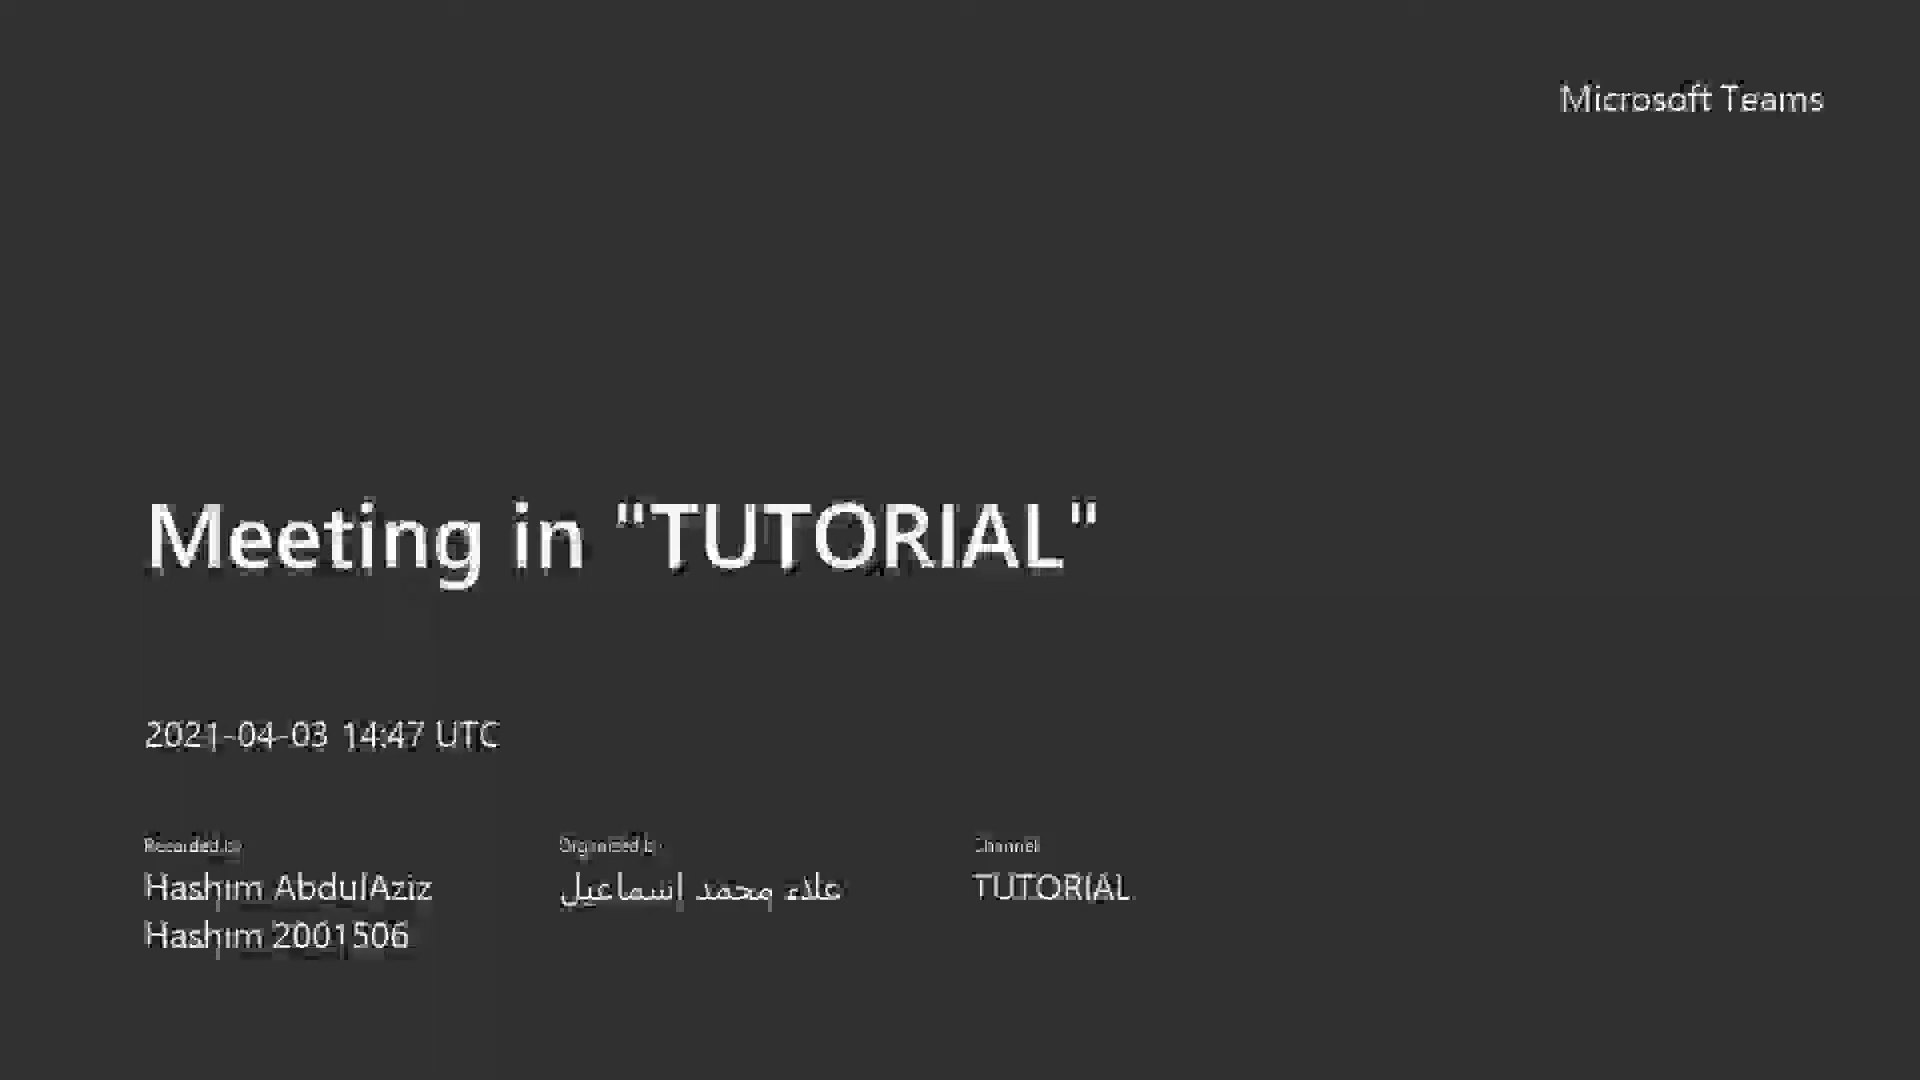 Microsoft Teams
Meeting in "TUTORIAL"
2021-04-03 14:47 UTC
Recorded by
Organized by
Channel
Hashim AbdulAziz
Hashim 2001506
علاء محمد اسماعيل
TUTORIAL